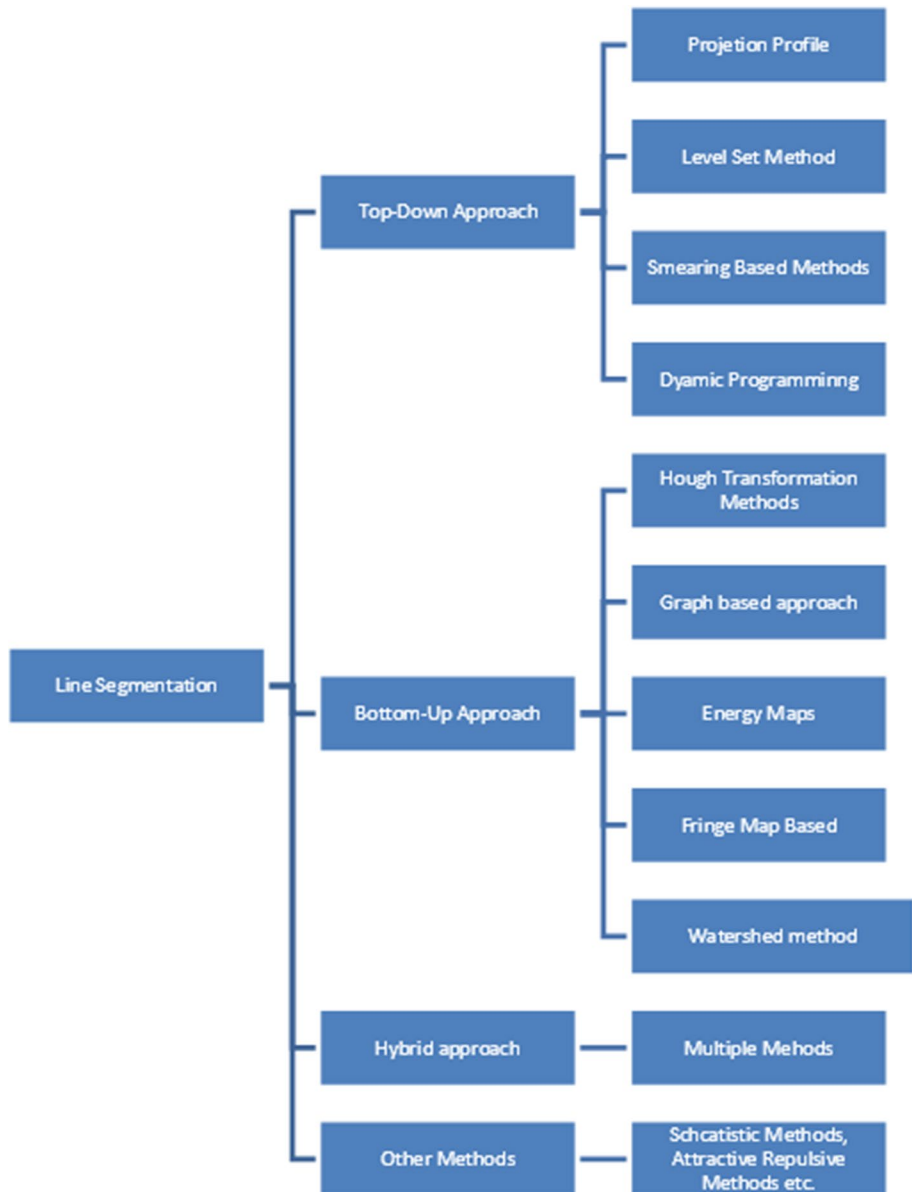 Projetion Profile
Level Set Method
Top-Down Approach
Smearing Based Methods
Dyamic Programminng
Hough Transformation
Methods
Graph based approach
Line Segmentation
Bottom-Up Approach
Energy Maps
Fringe Map Based
Watershed method
Hybrid approach
Multiple Mehods
Other Methods
Schcatistic Methods,
Attractive Repulsive
Methods etc.